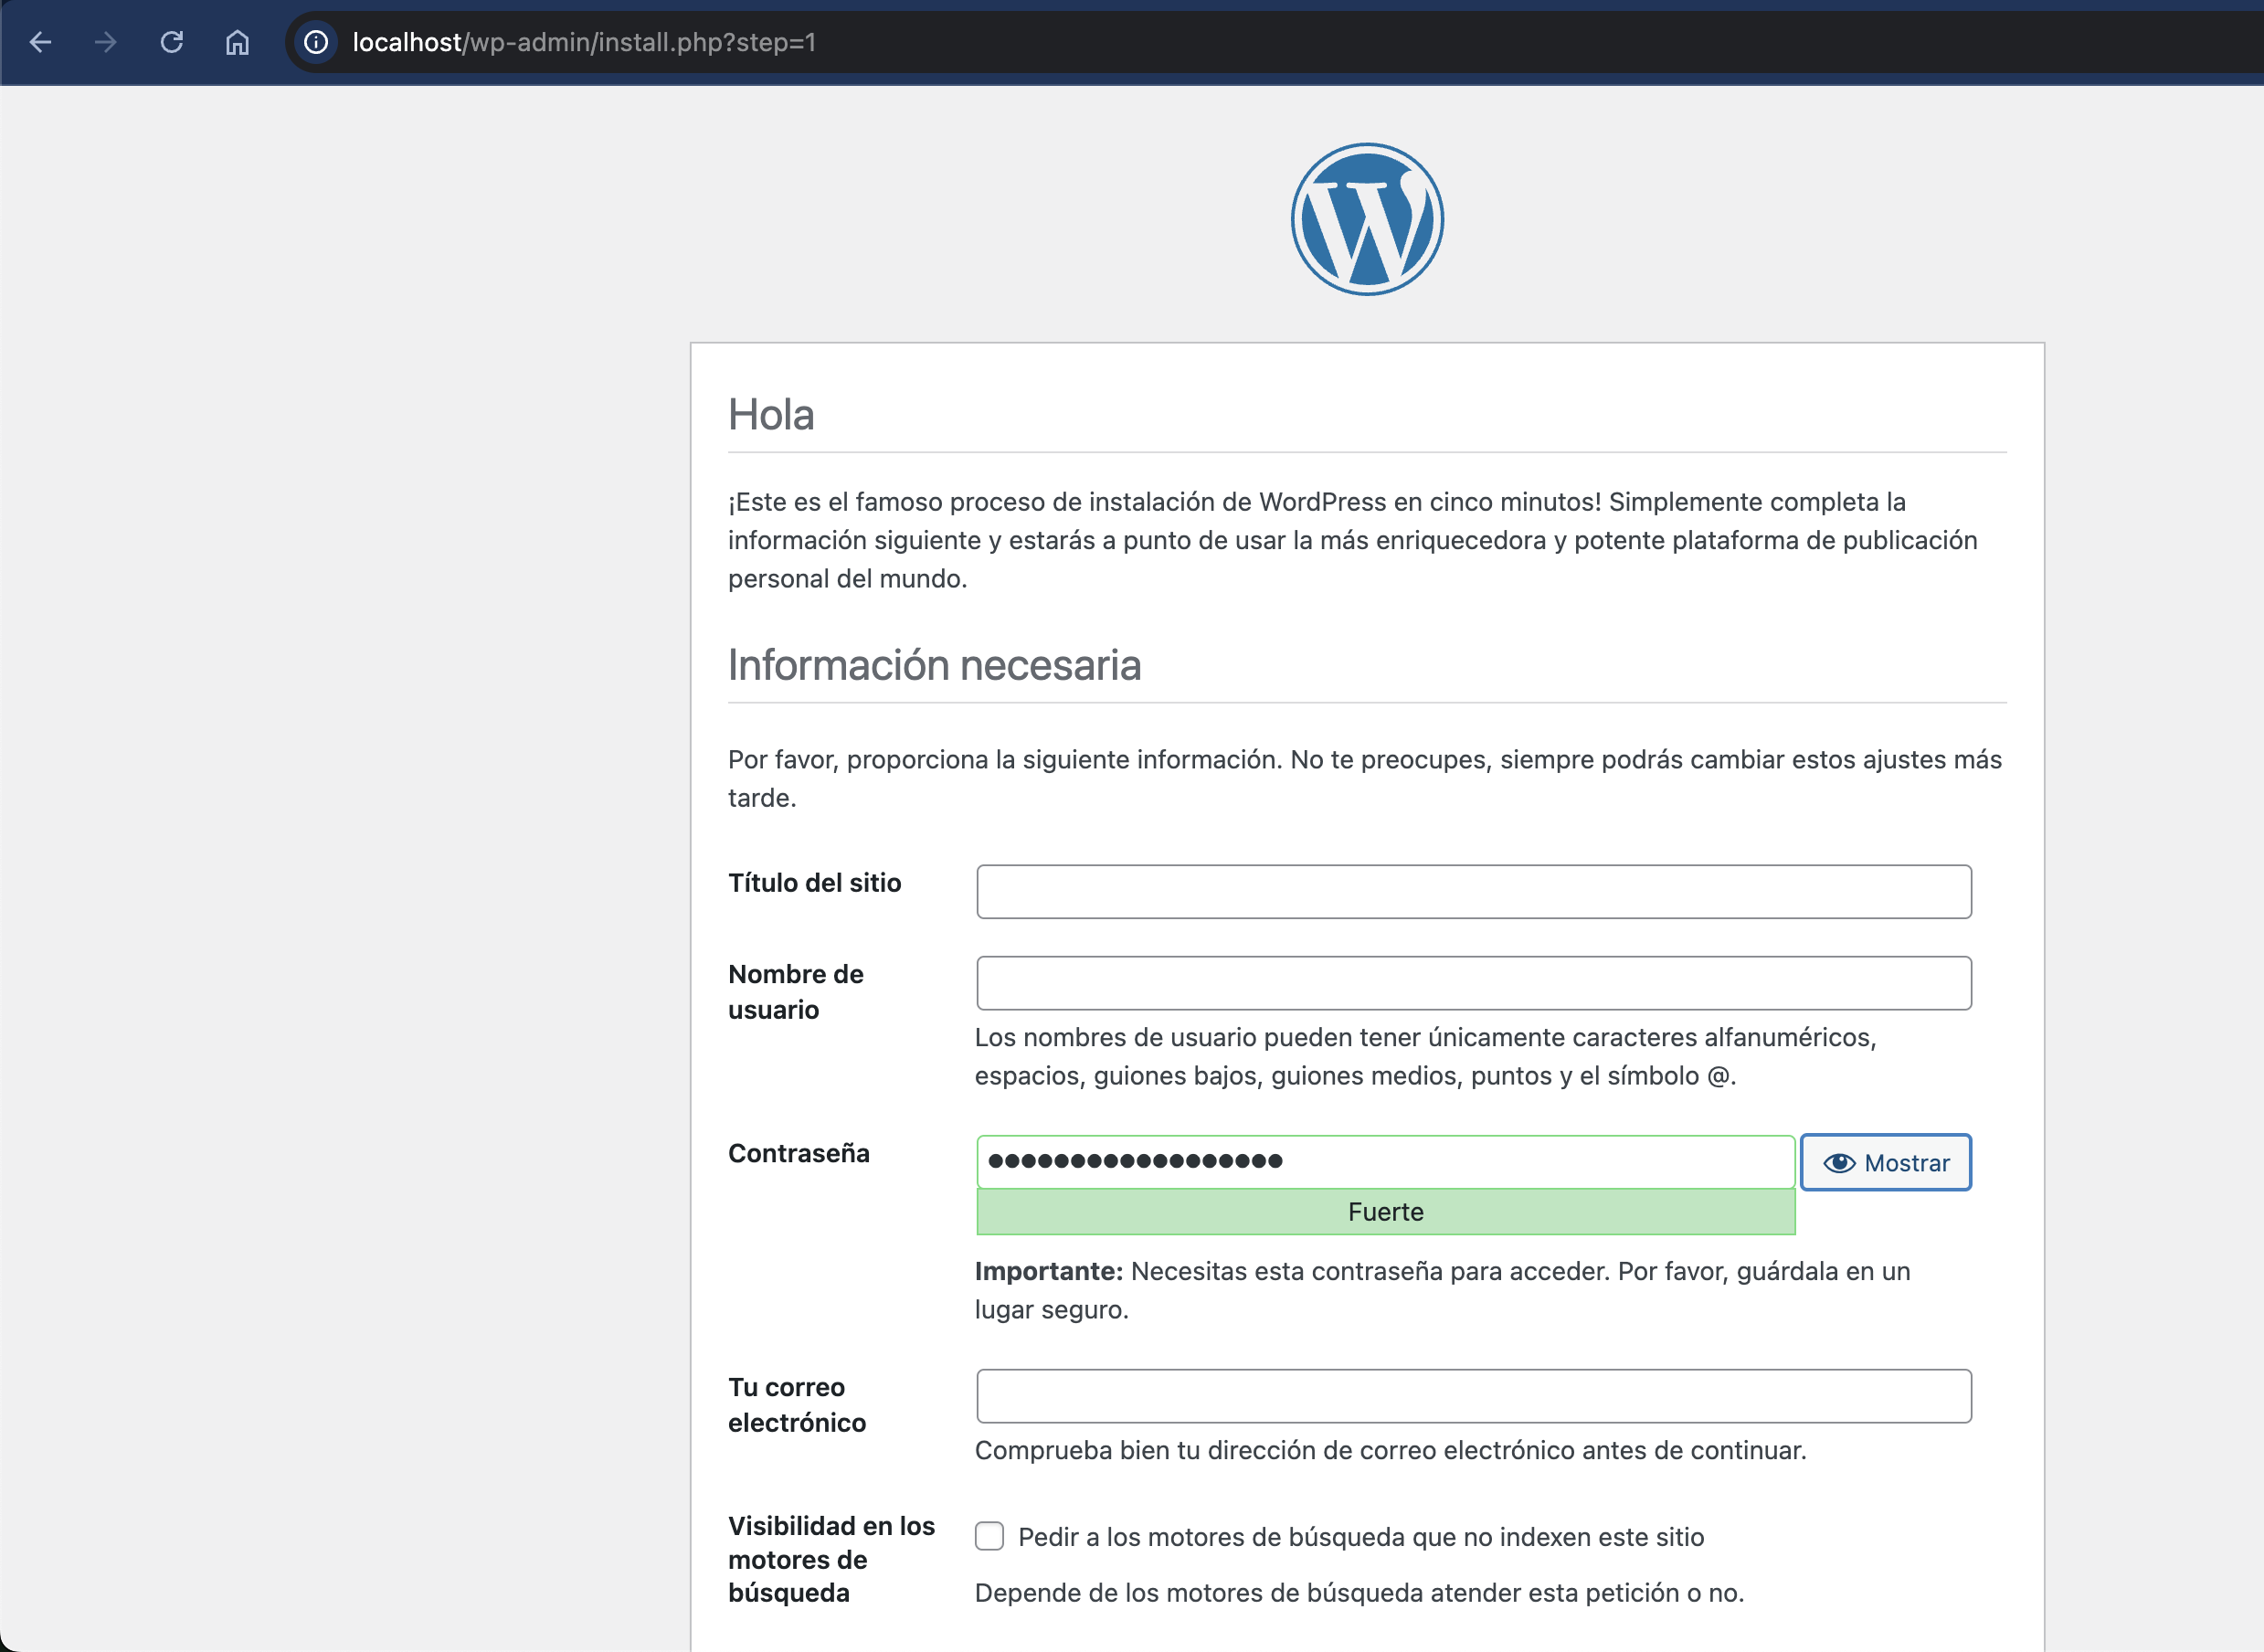 localhost/wp-admin/install.php?step=1
Hola
¡Este es el famoso proceso de instalación de WordPress en cinco minutos! Simplemente completa la
información siguiente y estarás a punto de usar la más enriquecedora y potente plataforma de publicación
personal del mundo.
Información necesaria
Por favor, proporciona la siguiente información. No te preocupes, siempre podrás cambiar estos ajustes más
tarde.
Título del sitio
Nombre de
usuario
Los nombres de usuario pueden tener únicamente caracteres alfanuméricos,
espacios, guiones bajos, guiones medios, puntos y el símbolo @.
Contraseña
Mostrar
Fuerte
Importante: Necesitas esta contraseña para acceder. Por favor, guárdala en un
lugar seguro.
Tu correo
electrónico
Comprueba bien tu dirección de correo electrónico antes de continuar.
Visibilidad en los
motores de
búsqueda
Pedir a los motores de búsqueda que no indexen este sitio
Depende de los motores de búsqueda atender esta petición o no.